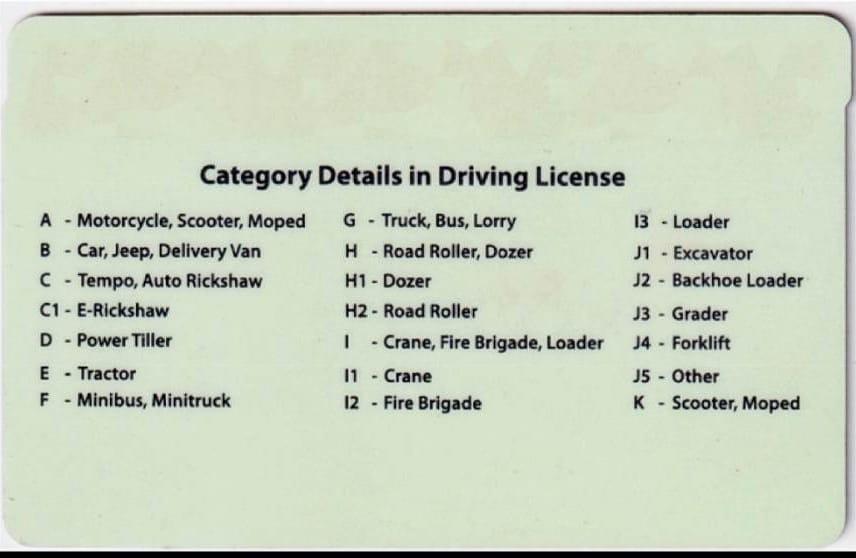 Category Details in Driving License
A - Motorcycle, Scooter, Moped
B - Car, Jeep, Delivery Van
C - Tempo, Auto Rickshaw
C1 - E-Rickshaw
D - Power Tiller
E - Tractor
F - Minibus, Minitruck
G - Truck, Bus, Lorry
H - Road Roller, Dozer
H1 - Dozer
H2 - Road Roller
I - Crane, Fire Brigade, Loader
I1 - Crane
I2 - Fire Brigade
I3 - Loader
J1 - Excavator
J2 - Backhoe Loader
J3 - Grader
J4 - Forklift
J5 - Other
K - Scooter, Moped